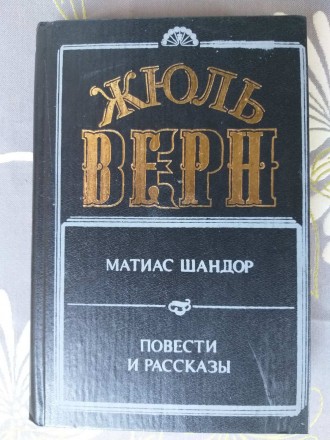 ЖЮЛЬ
ВЕРН
МАТИАС ШАНДОР
ПОВЕСТИ
И РАССКАЗЫ